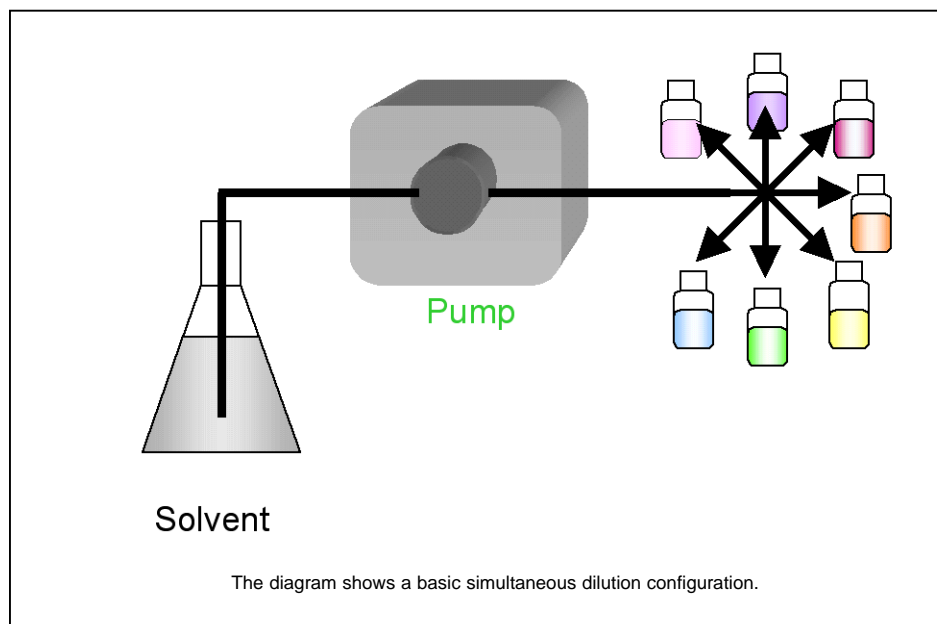 Pump
Solvent
The diagram shows a basic simultaneous dilution configuration.